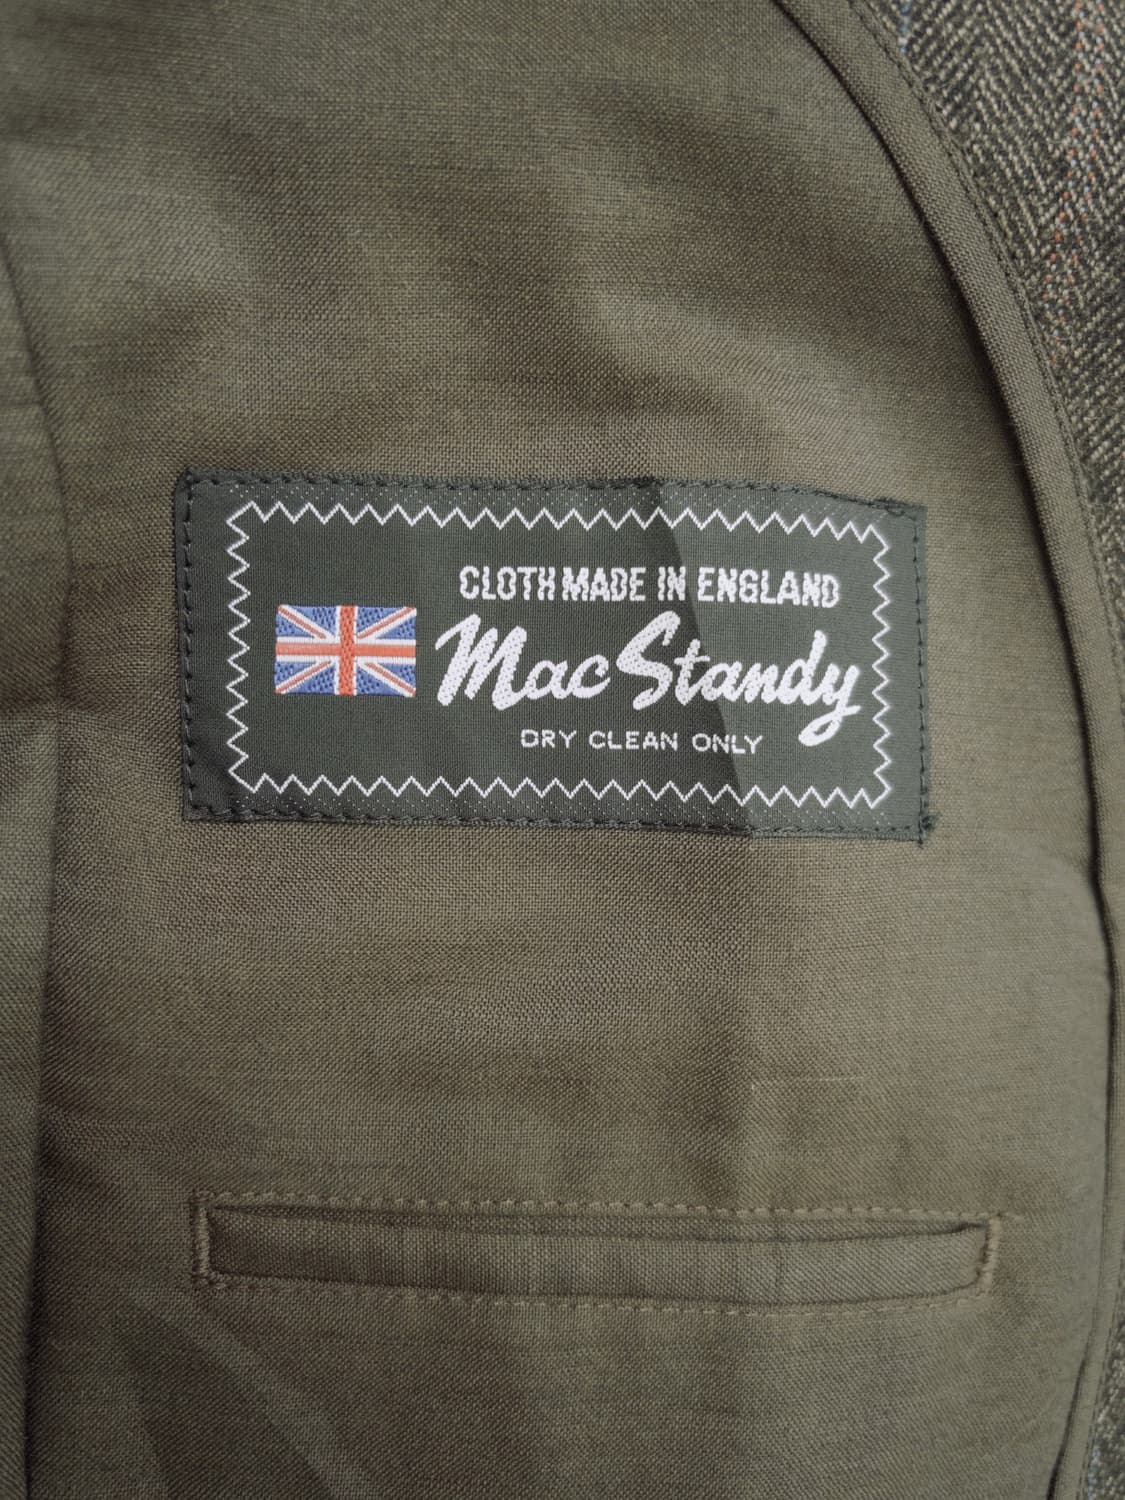 CLOTH MADE IN ENGLAND
Mac Standy
DRY CLEAN ONLY